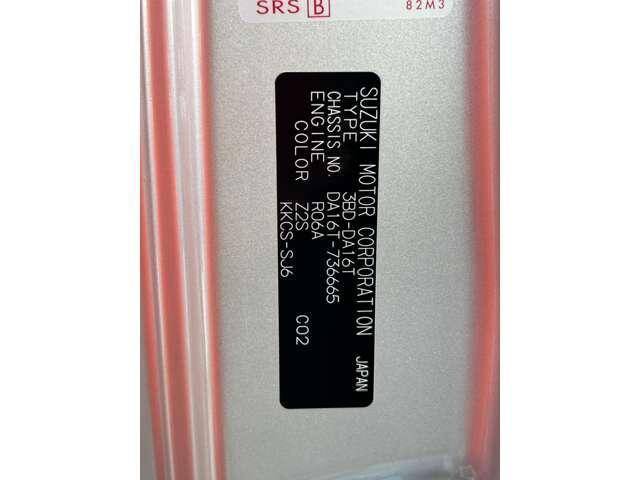 SRS B
82M3
SUZUKI MOTOR CORPORATION JAPAN
TYPE 3BD-DA16T
CHASSIS NO. DA16T-736665
ENGINE R06A
COLOR Z2S C02
KKCS-SJ6